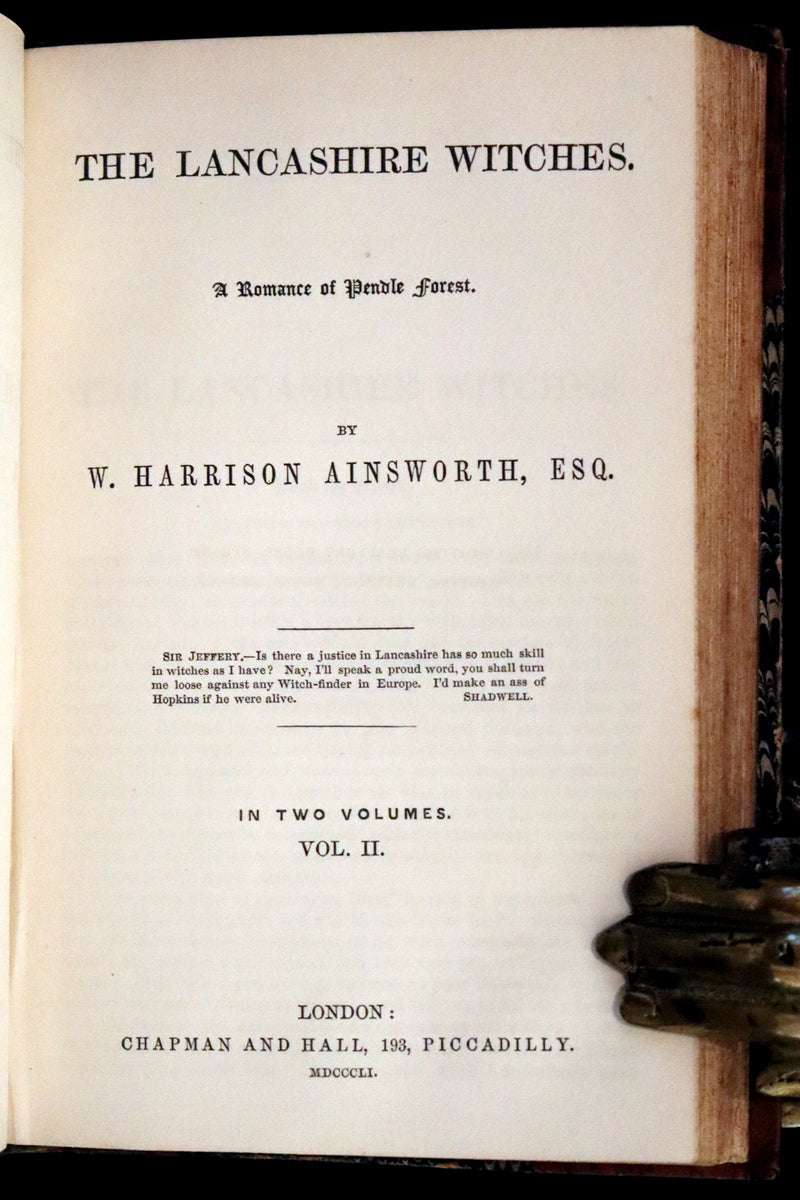 THE LANCASHIRE WITCHES.
A Romance of Pendle Forest.
BY
W. HARRISON AINSWORTH, ESQ.
SIR JEFFERY.—Is there a justice in Lancashire has so much skill
in witches as I have? Nay, I'll speak a proud word, you shall turn
me loose against any Witch-finder in Europe. I'd make an ass of
Hopkins if he were alive. SHADWELL.
IN TWO VOLUMES.
VOL. II.
LONDON:
CHAPMAN AND HALL, 193, PICCADILLY.
MDCCCLI.